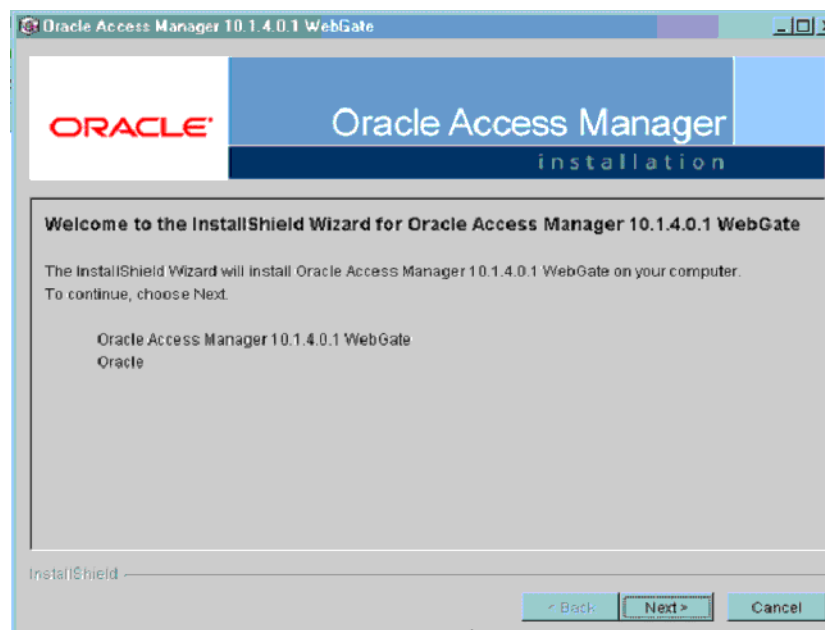 Oracle Access Manager 10.1.4.0.1 WebGate
ORACLE
Oracle Access Manager
installation
Welcome to the InstallShield Wizard for Oracle Access Manager 10.1.4.0.1 WebGate
The InstallShield Wizard will install Oracle Access Manager 10.1.4.0.1 WebGate on your computer.
To continue, choose Next.
Oracle Access Manager 10.1.4.0.1 WebGate
Oracle
InstallShield
< Back Next > Cancel